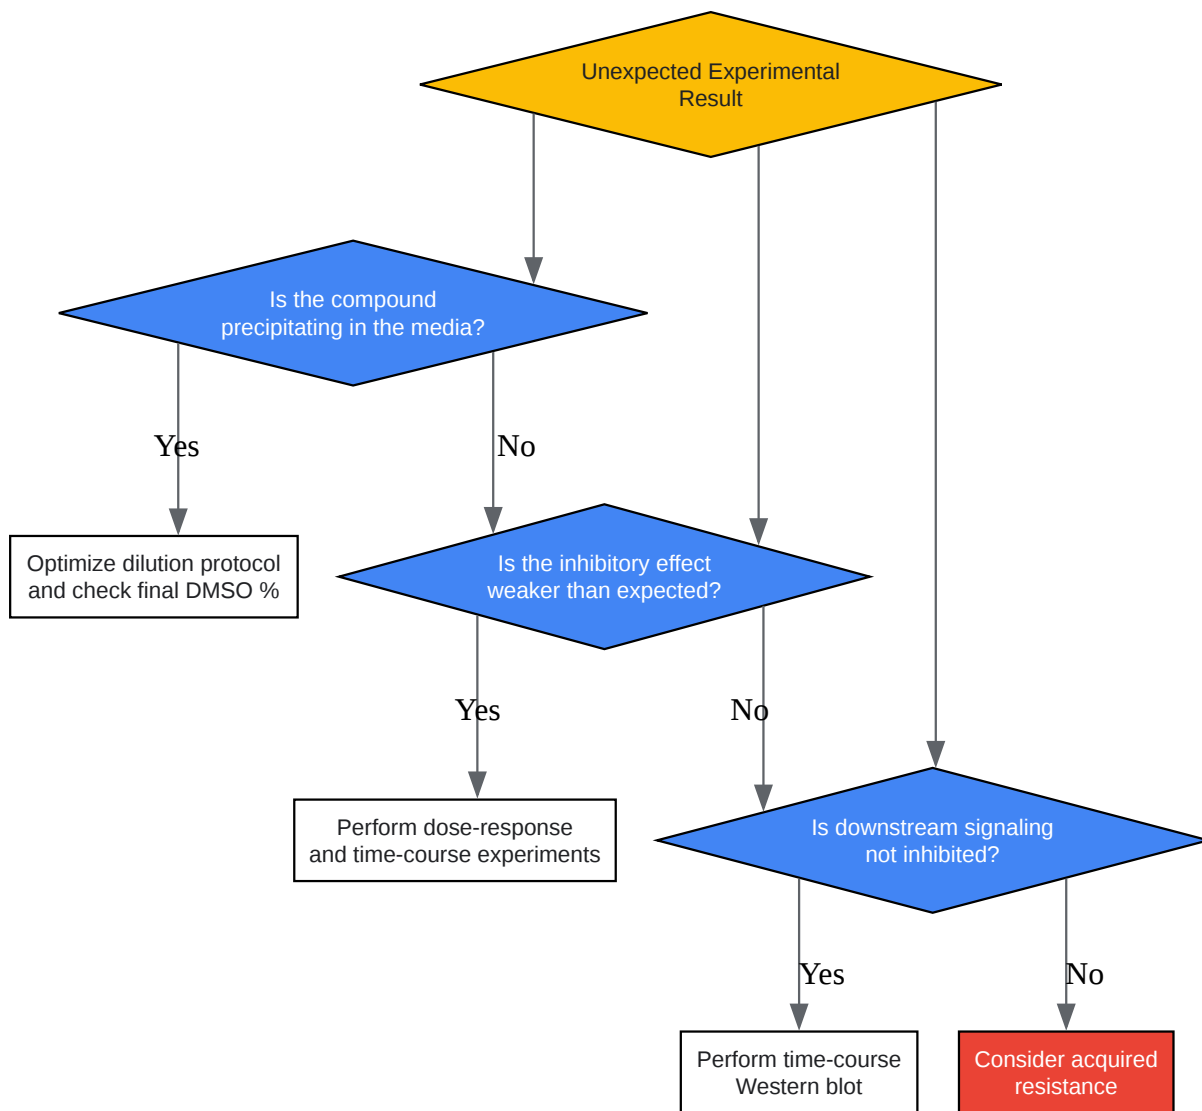 Unexpected Experimental
Result
Is the compound
precipitating in the media?
Yes
No
Optimize dilution protocol
and check final DMSO %
Is the inhibitory effect
weaker than expected?
Yes
No
Perform dose-response
and time-course experiments
Is downstream signaling
not inhibited?
Yes
No
Perform time-course
Western blot
Consider acquired
resistance